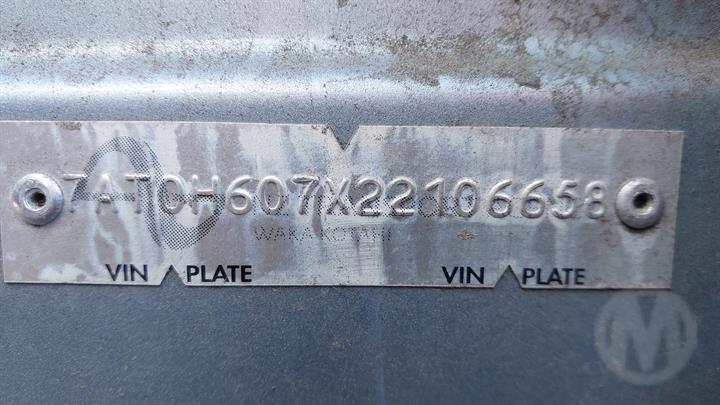 7AT0H607X22106658
WAKA KOTAHI
VIN PLATE VIN PLATE
M